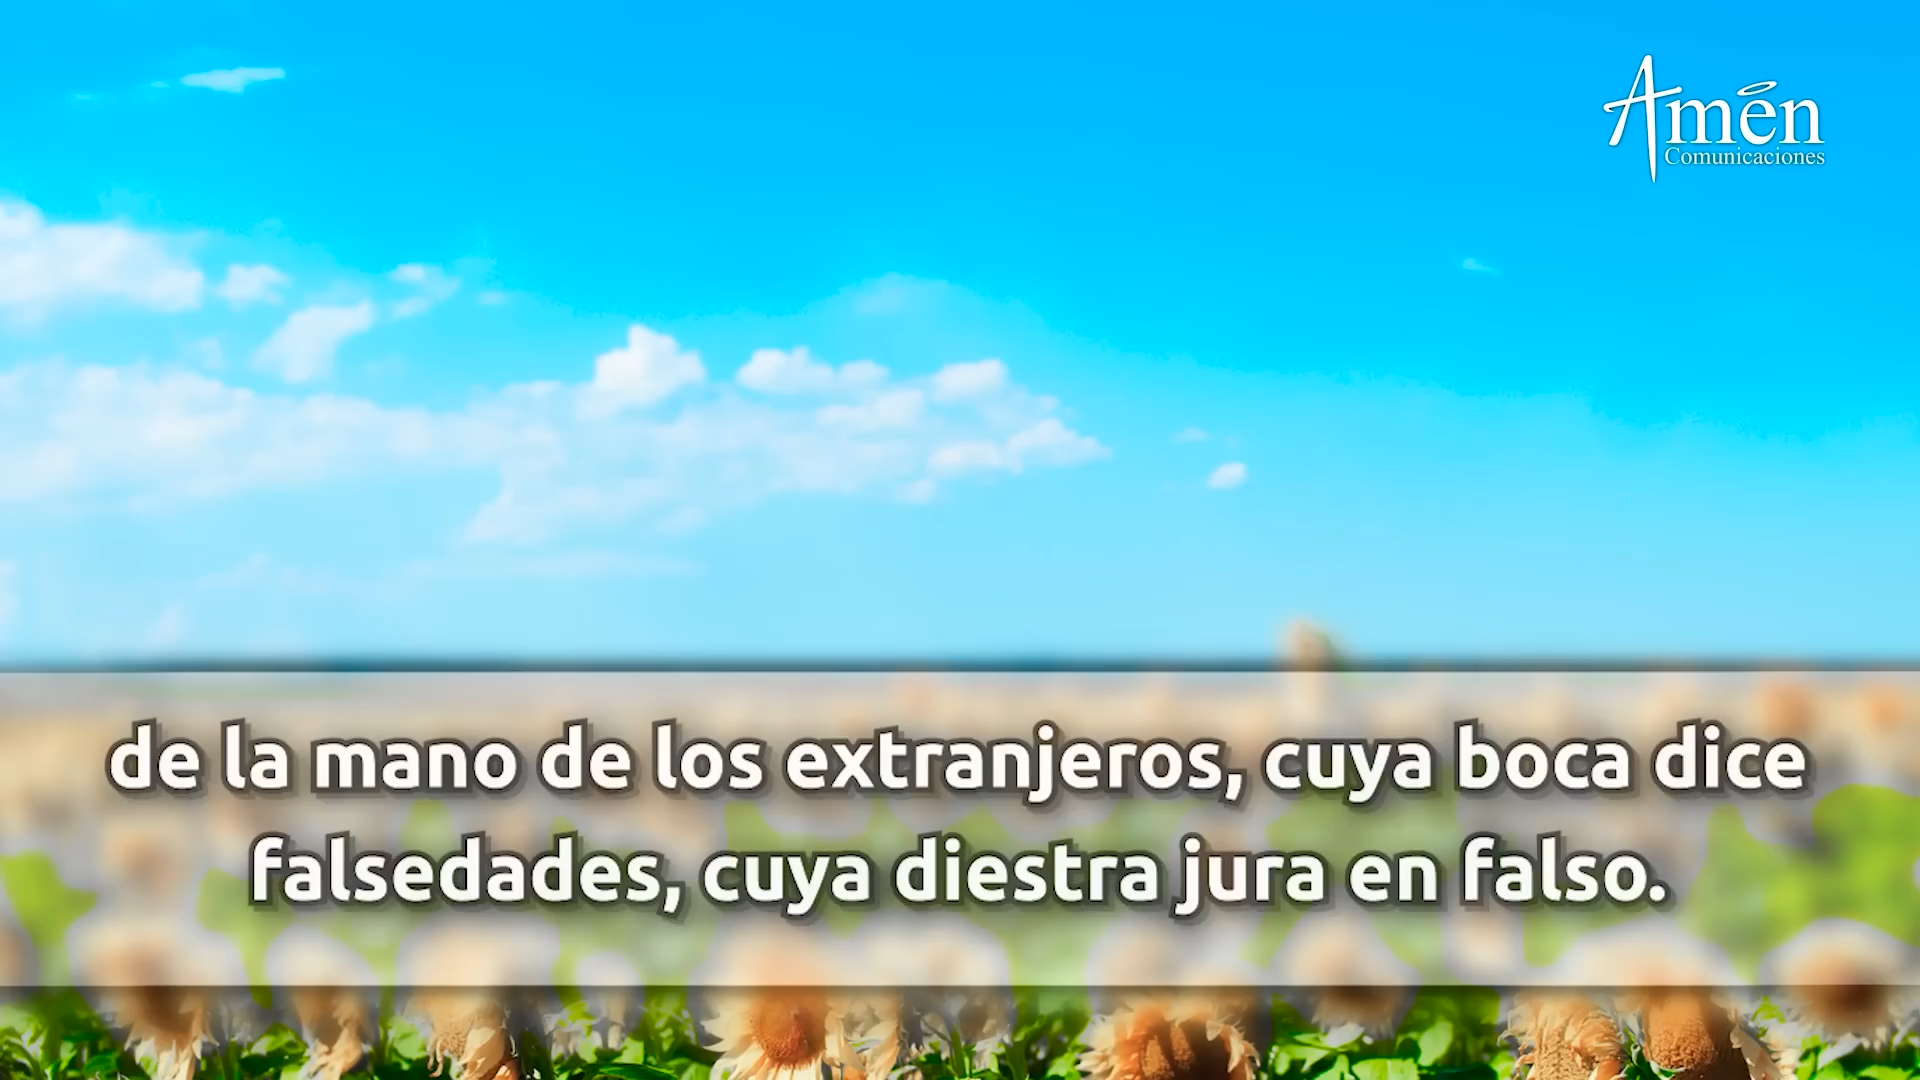 Amén
Comunicaciones
de la mano de los extranjeros, cuya boca dice
falsedades, cuya diestra jura en falso.